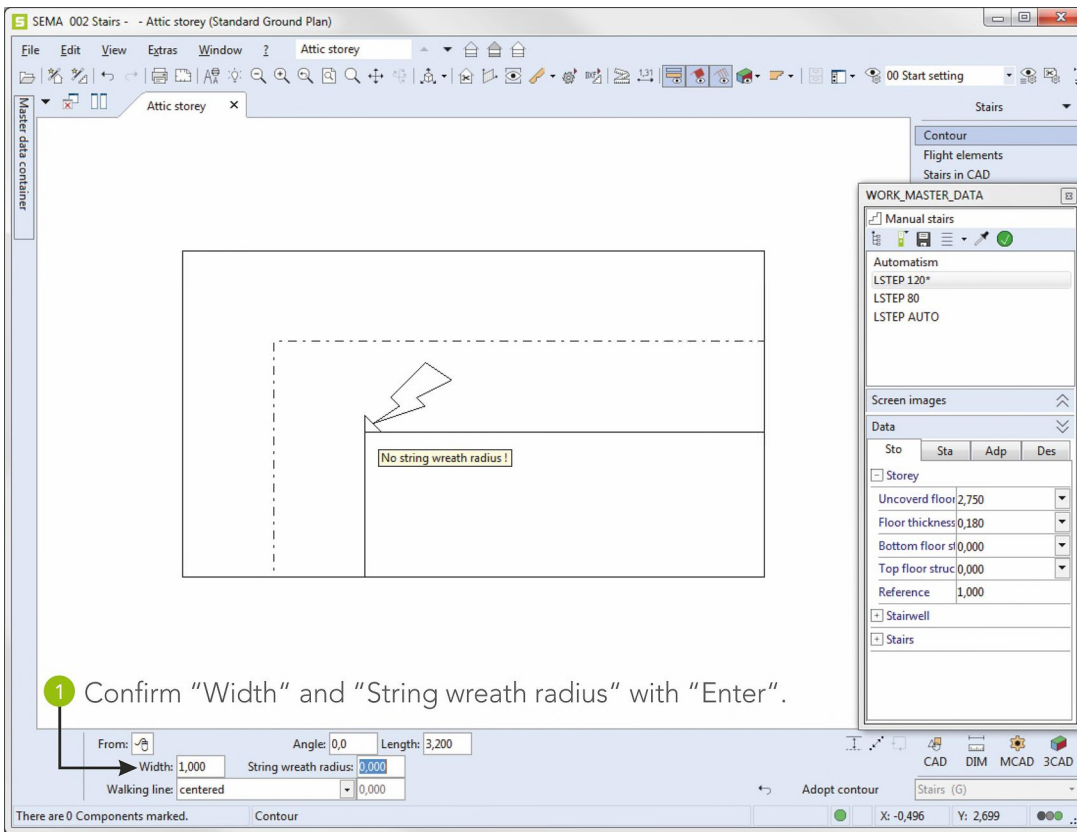 SEMA 002 Stairs - - Attic storey (Standard Ground Plan)
File Edit View Extras Window ? Attic storey
00 Start setting
Attic storey
Stairs
Master data container
Contour
Flight elements
Stairs in CAD
WORK_MASTER_DATA
Manual stairs
Automatism
LSTEP 120*
LSTEP 80
LSTEP AUTO
Screen images
Data
Sto Sta Adp Des
Storey
Uncoverd floor 2,750
Floor thickness 0,180
Bottom floor st 0,000
Top floor struc 0,000
Reference 1,000
Stairwell
Stairs
No string wreath radius !
1 Confirm “Width“ and “String wreath radius“ with “Enter“.
From: Angle: 0,0 Length: 3,200
Width: 1,000 String wreath radius: 0,000
Walking line: centered 0,000
CAD DIM MCAD 3CAD
Adopt contour Stairs (G)
There are 0 Components marked. Contour X: -0,496 Y: 2,699